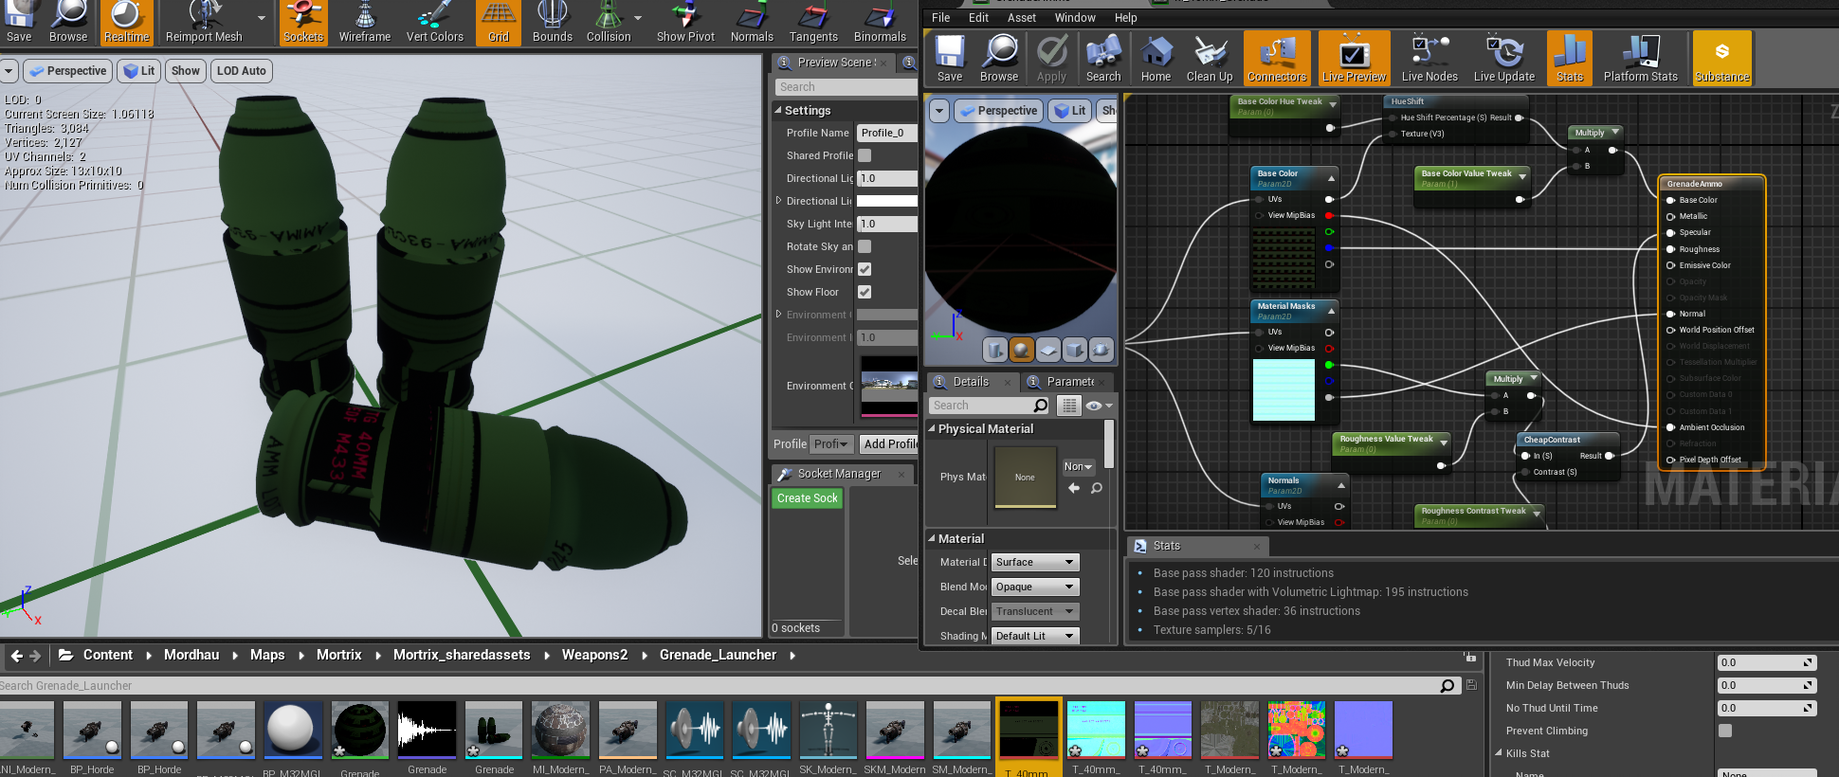 Save Browse Realtime Reimport Mesh Sockets Wireframe Vert Colors Grid Bounds Collision Show Pivot Normals Tangents Binormals
Perspective Lit Show LOD Auto
LOD: 0
Current Screen Size: 1.06118
Triangles: 3,084
Vertices: 2,127
UV Channels: 2
Approx Size: 13x10x10
Num Collision Primitives: 0
40MM
M433
Preview Scene
Search
Settings
Profile Name Profile_0
Shared Profile
Directional Lig 1.0
Directional Lig
Sky Light Inte 1.0
Rotate Sky an
Show Environ
Show Floor
Environment
Environment 1.0
Environment
Profile Profi Add Profile
Socket Manager
Create Sock
Sele
0 sockets
File Edit Asset Window Help
Save Browse Apply Search Home Clean Up Connectors Live Preview Live Nodes Live Update Stats Platform Stats Substance
Perspective Lit Sh
Details Paramete
Search
Physical Material
Phys Mat None Non
Material
Material D Surface
Blend Mo Opaque
Decal Ble Translucent
Shading M Default Lit
Base Color Hue Tweak
Param (0)
HueShift
Hue Shift Percentage (S) Result
Texture (V3)
Multiply
A
B
Base Color
Param2D
UVs
View MipBias
Base Color Value Tweak
Param (1)
Material Masks
Param2D
UVs
View MipBias
Multiply
A
B
Roughness Value Tweak
Param (0)
CheapContrast
In (S) Result
Contrast (S)
Normals
Param2D
UVs
View MipBias
Roughness Contrast Tweak
Param (0)
GrenadeAmmo
Base Color
Metallic
Specular
Roughness
Emissive Color
Opacity
Opacity Mask
Normal
World Position Offset
World Displacement
Tessellation Multiplier
Subsurface Color
Custom Data 0
Custom Data 1
Ambient Occlusion
Refraction
Pixel Depth Offset
MATERIA
Stats
Base pass shader: 120 instructions
Base pass shader with Volumetric Lightmap: 195 instructions
Base pass vertex shader: 36 instructions
Texture samplers: 5/16
Content Mordhau Maps Mortrix Mortrix_sharedassets Weapons2 Grenade_Launcher
Search Grenade_Launcher
NI_Modern_ BP_Horde BP_Horde BP_M32MGL Grenade Grenade Grenade MI_Modern_ PA_Modern_ SC_M32MGL SC_M32MGL SK_Modern_ SKM_Modern SM_Modern_ T_40mm_ T_40mm_ T_40mm_ T_Modern_ T_Modern_ T_Modern_
Thud Max Velocity 0.0
Min Delay Between Thuds 0.0
No Thud Until Time 0.0
Prevent Climbing
Kills Stat
Name None